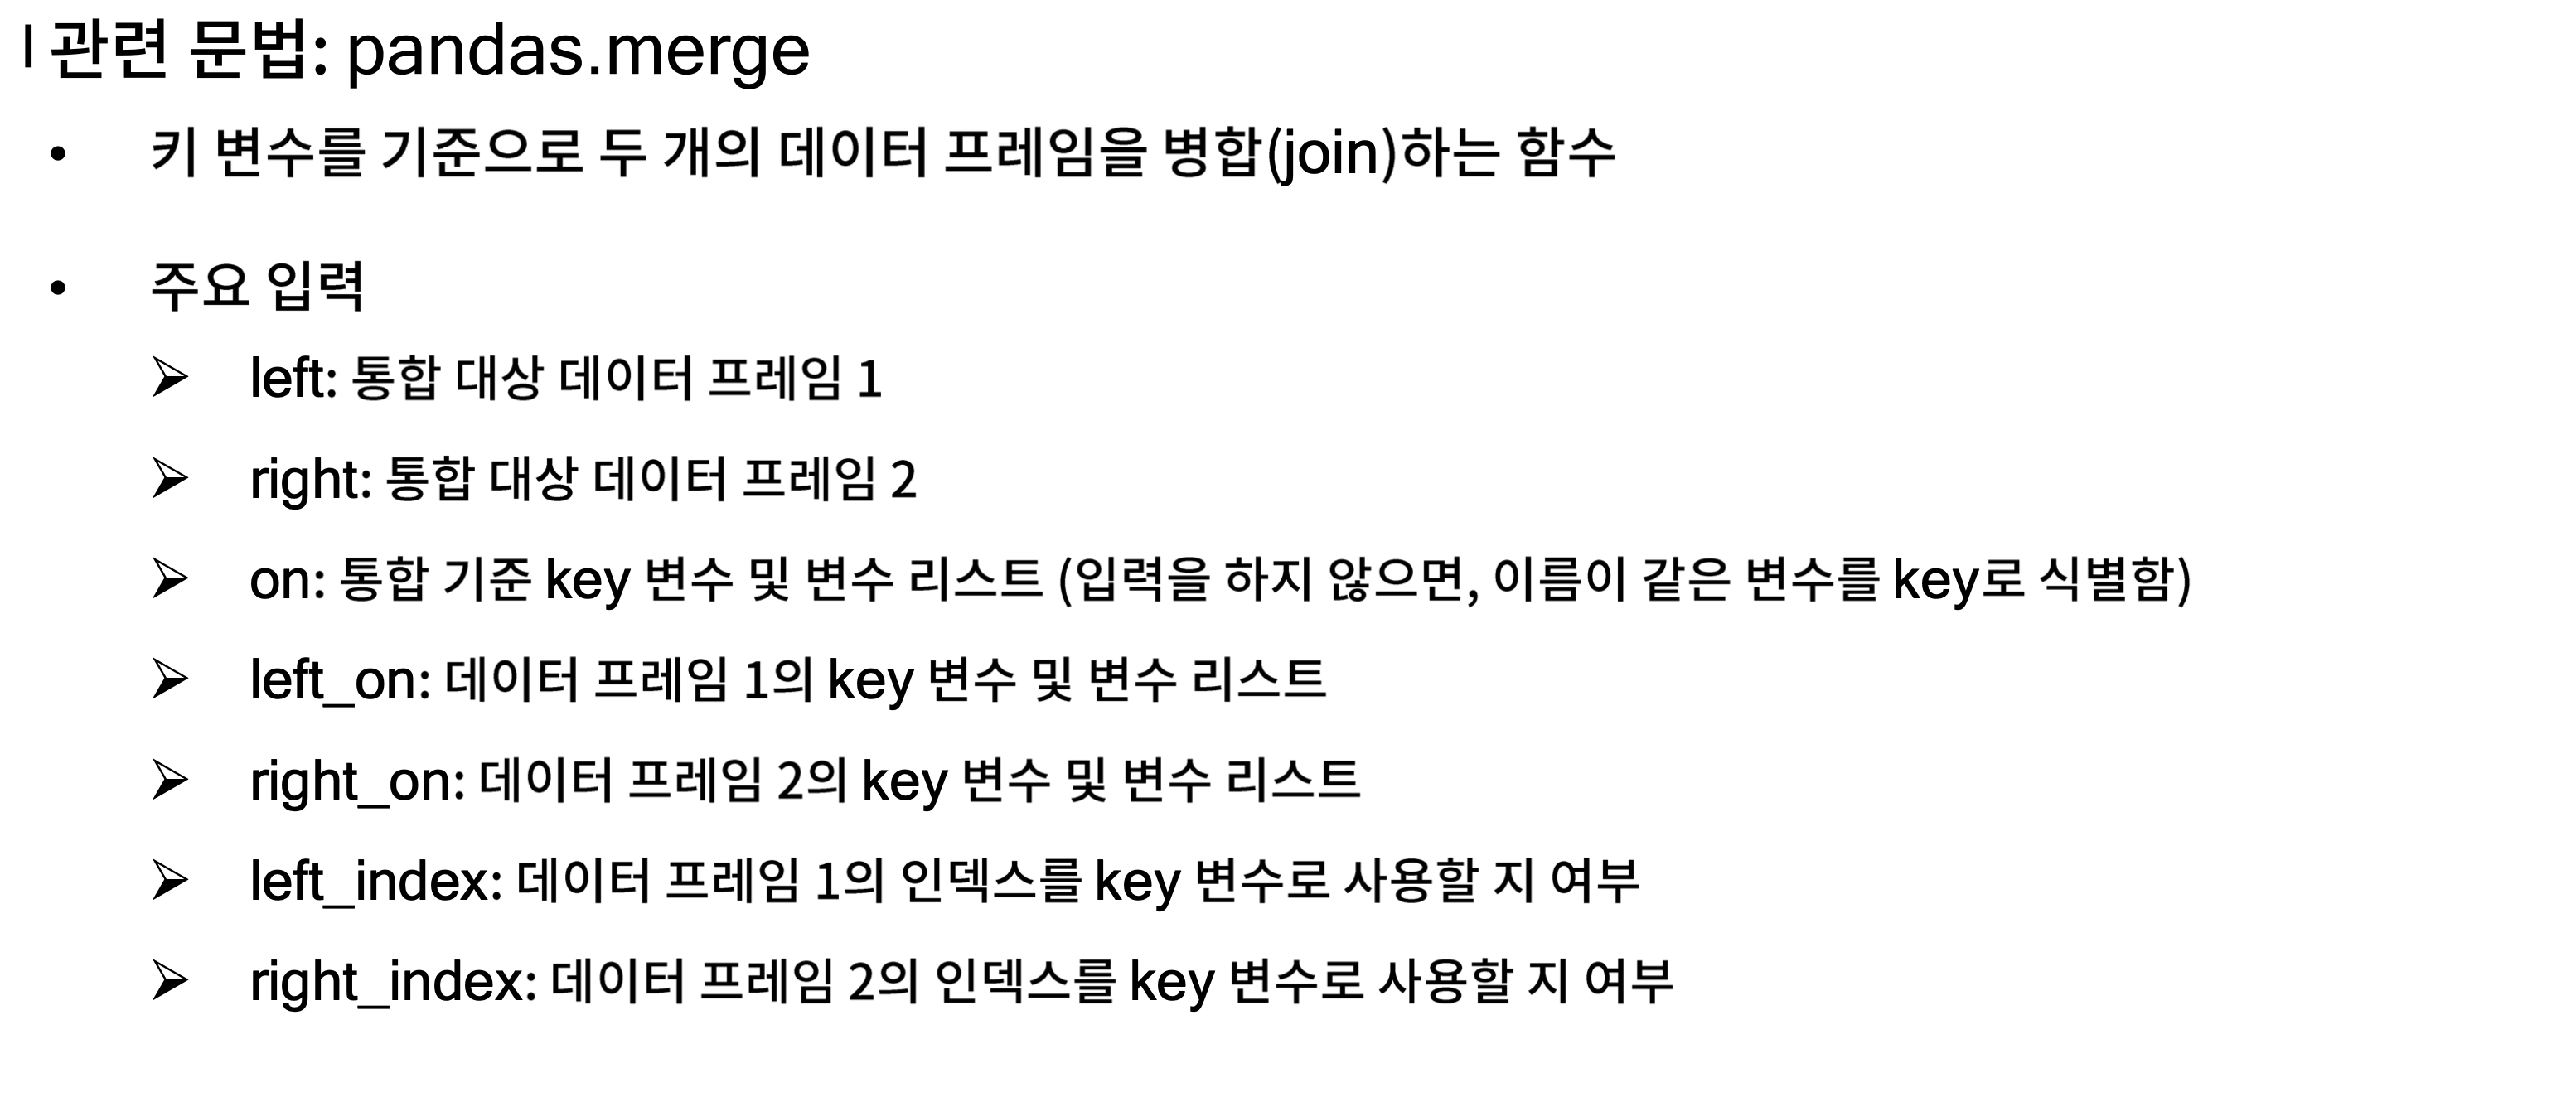 I 관련 문법: pandas.merge
• 키 변수를 기준으로 두 개의 데이터 프레임을 병합(join)하는 함수
• 주요 입력
➢ left: 통합 대상 데이터 프레임 1
➢ right: 통합 대상 데이터 프레임 2
➢ on: 통합 기준 key 변수 및 변수 리스트 (입력을 하지 않으면, 이름이 같은 변수를 key로 식별함)
➢ left_on: 데이터 프레임 1의 key 변수 및 변수 리스트
➢ right_on: 데이터 프레임 2의 key 변수 및 변수 리스트
➢ left_index: 데이터 프레임 1의 인덱스를 key 변수로 사용할 지 여부
➢ right_index: 데이터 프레임 2의 인덱스를 key 변수로 사용할 지 여부